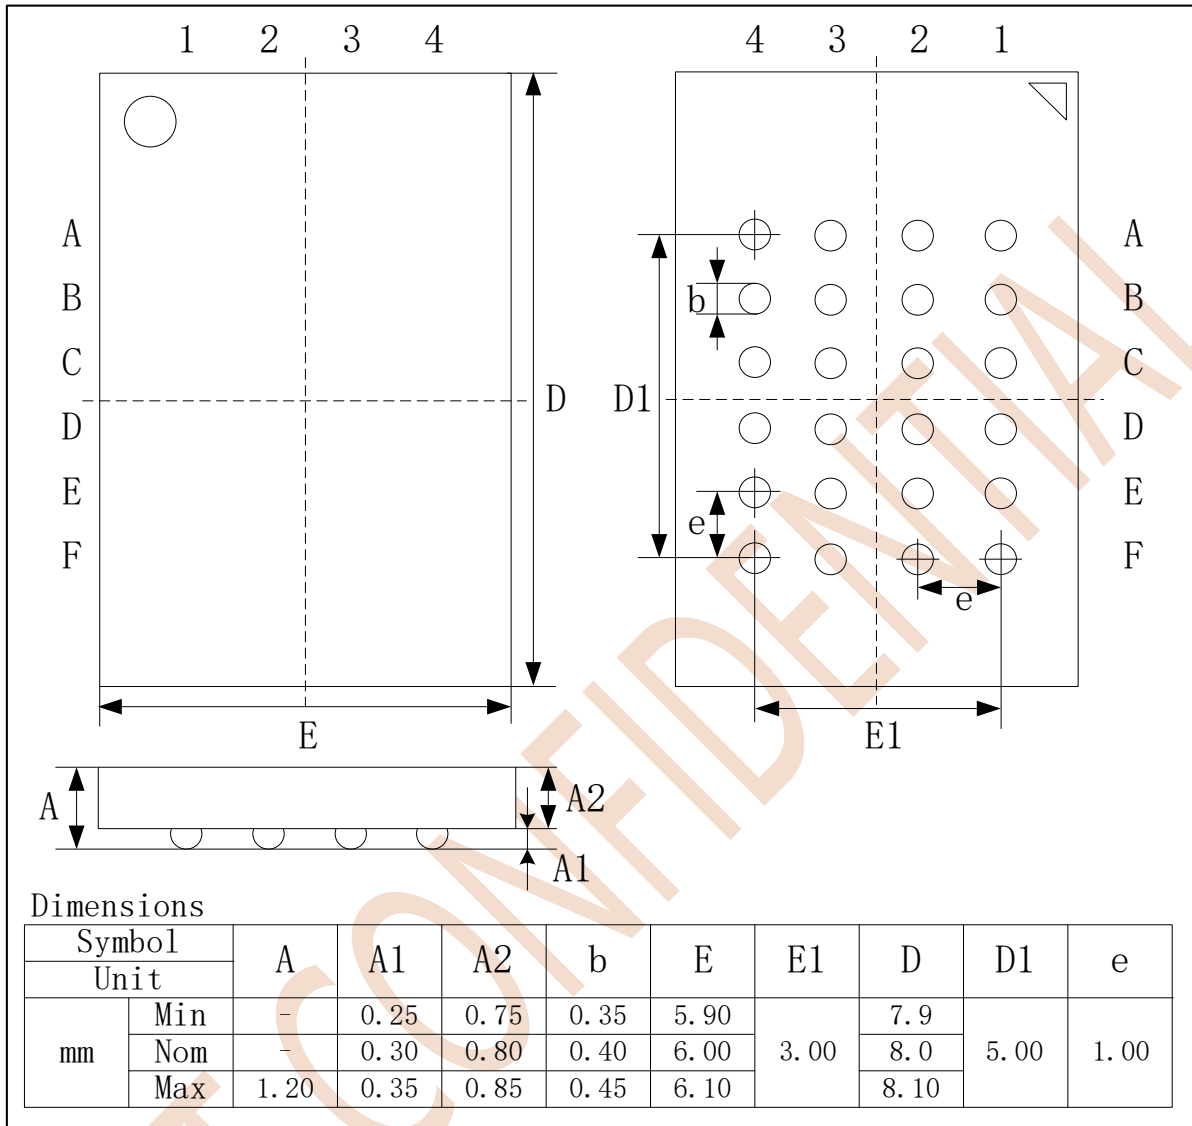 1 2 3 4
4 3 2 1
A
B
C
D
E
F
D
E
b
D1
e
e
E1
A
B
C
D
E
F
A
A2
A1
Dimensions
Symbol A A1 A2 b E E1 D D1 e
Unit
mm Min - 0.25 0.75 0.35 5.90 3.00 7.9 5.00 1.00
Nom - 0.30 0.80 0.40 6.00 8.0
Max 1.20 0.35 0.85 0.45 6.10 8.10
CONFIDENTIAL